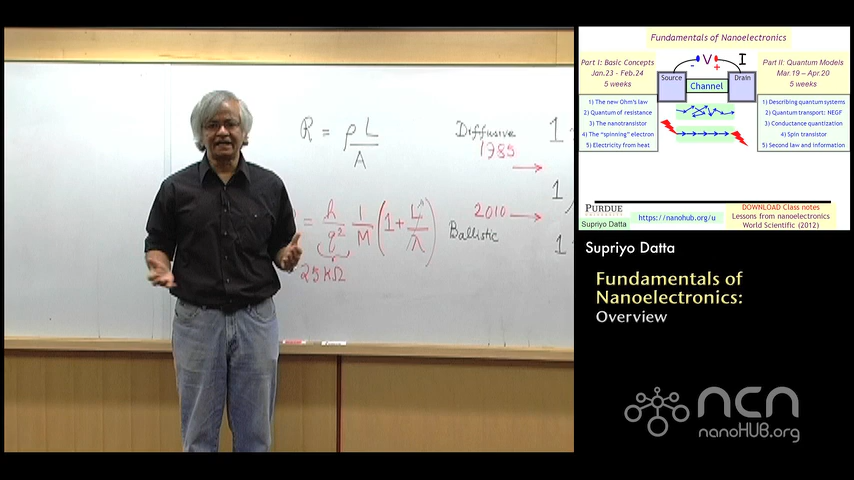 R = ρ L / A
Diffusive
1785
1
= h/q² 1/M (1 + L/λ)
2010
Ballistic
25 KΩ
1
1
Fundamentals of Nanoelectronics
Part I: Basic Concepts
Jan.23 - Feb.24
5 weeks
1) The new Ohm's law
2) Quantum of resistance
3) The nanotransistor
4) The "spinning" electron
5) Electricity from heat
V
I
-
+
Source
Drain
Channel
Part II: Quantum Models
Mar.19 - Apr.20
5 weeks
1) Describing quantum systems
2) Quantum transport: NEGF
3) Conductance quantization
4) Spin transistor
5) Second law and information
PURDUE
UNIVERSITY
Supriyo Datta
https://nanohub.org/u
DOWNLOAD Class notes
Lessons from nanoelectronics
World Scientific (2012)
Supriyo Datta
Fundamentals of
Nanoelectronics:
Overview
ncn
nanoHUB.org